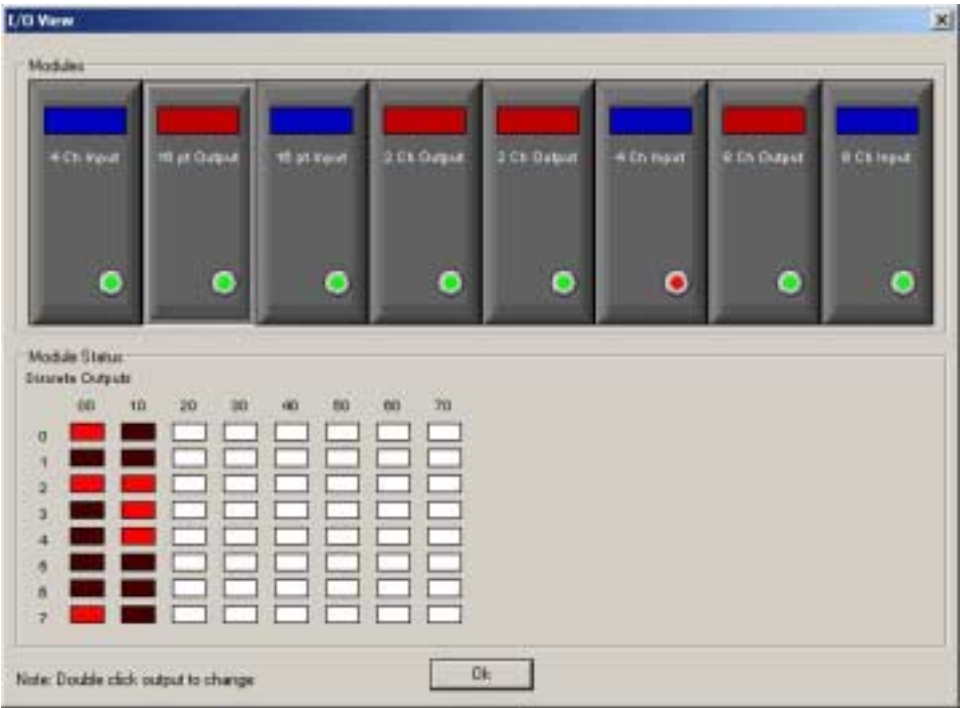 I/O View
Modules
4 Ch Input 16 pt Output 16 pt Input 2 Ch Output 2 Ch Output 4 Ch Input 8 Ch Output 8 Ch Input
Module Status
Discrete Outputs
00 10 20 30 40 50 60 70
0
1
2
3
4
5
6
7
Note: Double click output to change
Ok